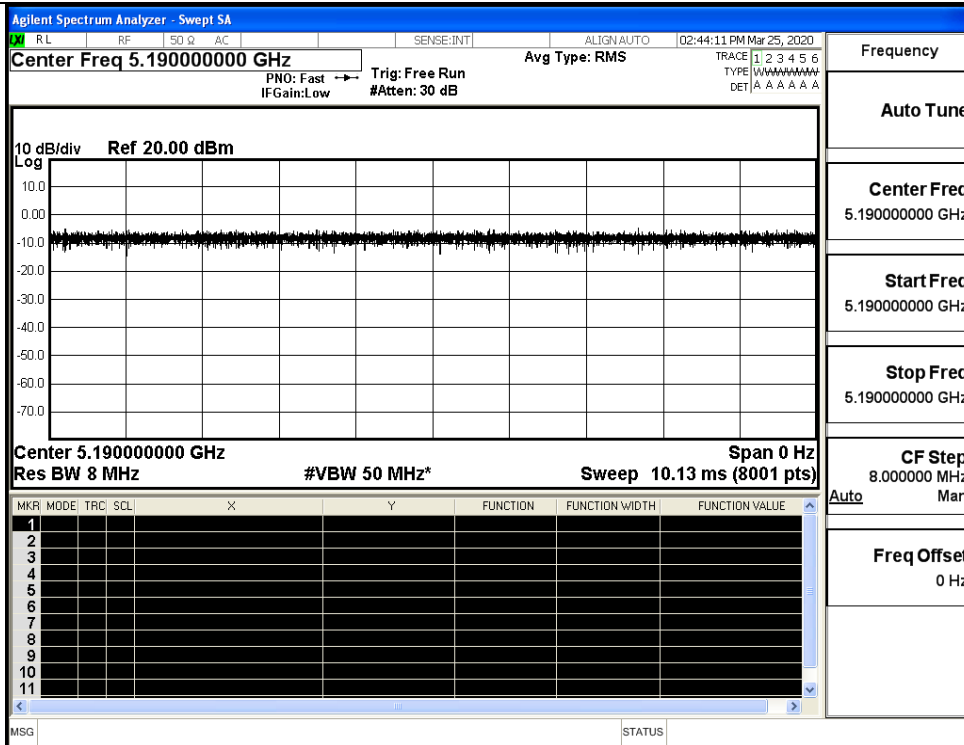 Agilent Spectrum Analyzer - Swept SA
LXI RL RF 50 Ω AC SENSE:INT ALIGN AUTO 02:44:11 PM Mar 25, 2020
Center Freq 5.190000000 GHz Avg Type: RMS TRACE 1 2 3 4 5 6
PNO: Fast Trig: Free Run TYPE WWWWWW
IFGain:Low #Atten: 30 dB DET A A A A A A
10 dB/div Ref 20.00 dBm
Log
10.0
0.00
-10.0
-20.0
-30.0
-40.0
-50.0
-60.0
-70.0
Center 5.190000000 GHz Span 0 Hz
Res BW 8 MHz #VBW 50 MHz* Sweep 10.13 ms (8001 pts)
MKR MODE TRC SCL X Y FUNCTION FUNCTION WIDTH FUNCTION VALUE
1
2
3
4
5
6
7
8
9
10
11
MSG STATUS
Frequency
Auto Tune
Center Freq
5.190000000 GHz
Start Freq
5.190000000 GHz
Stop Freq
5.190000000 GHz
CF Step
8.000000 MHz
Auto Man
Freq Offset
0 Hz